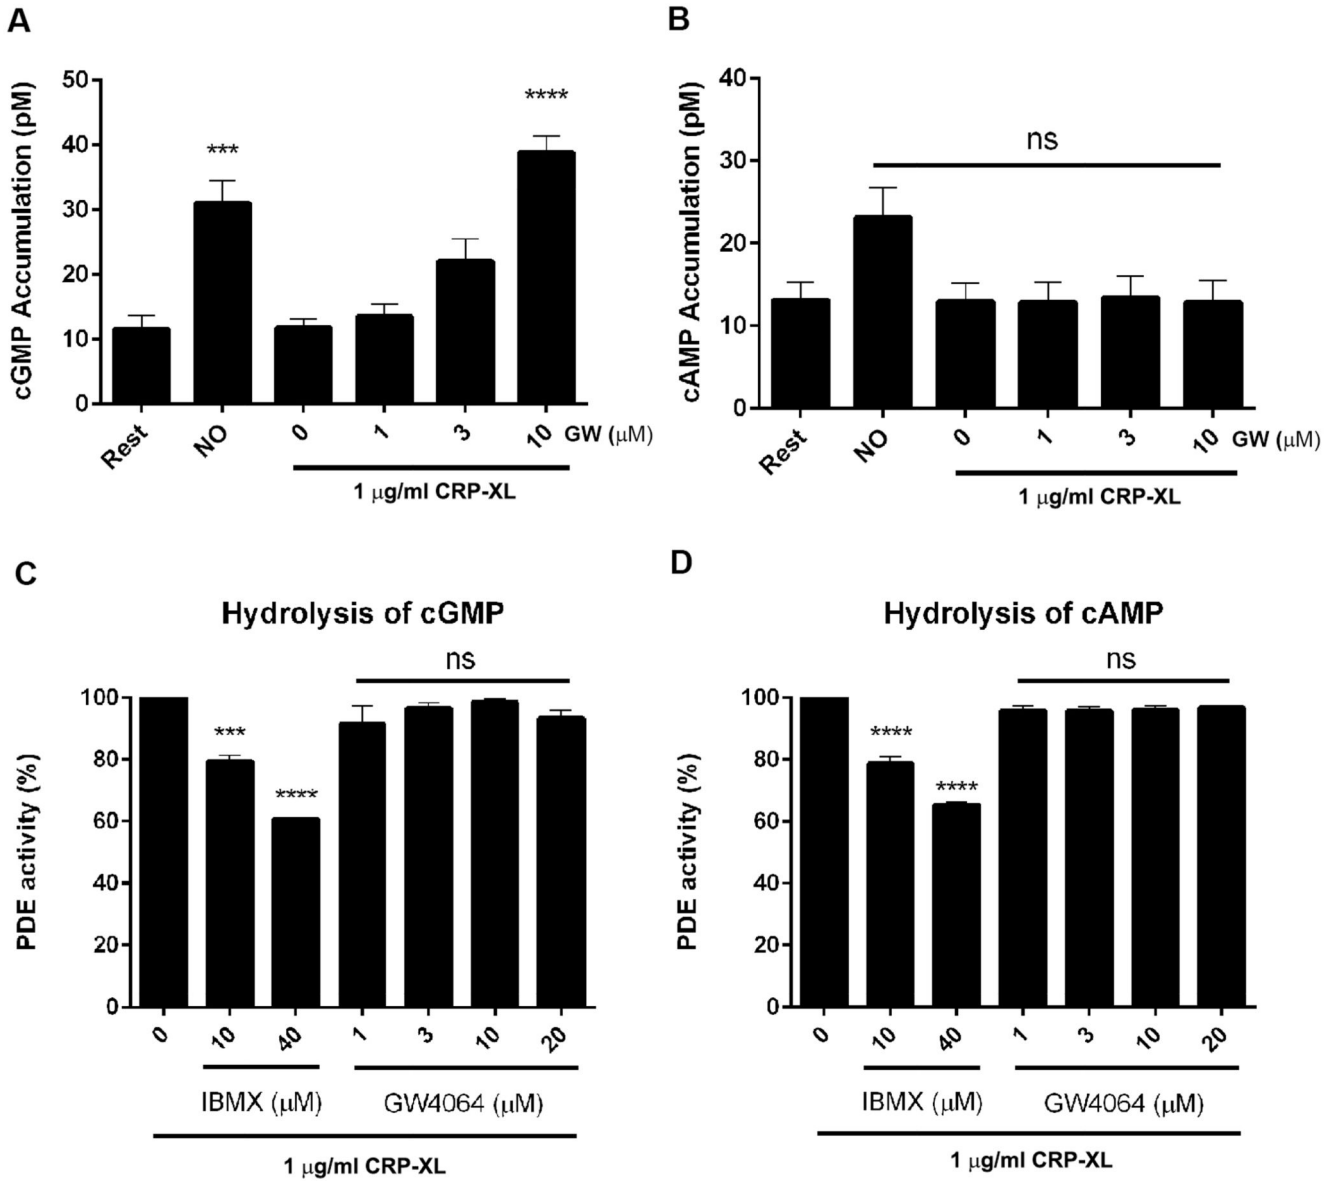 A
cGMP Accumulation (pM)
50
40
30
20
10
0
***
****
Rest
NO
0
1
3
10
GW (μM)
1 μg/ml CRP-XL
B
cAMP Accumulation (pM)
40
30
20
10
0
ns
Rest
NO
0
1
3
10
GW (μM)
1 μg/ml CRP-XL
C
Hydrolysis of cGMP
PDE activity (%)
100
80
60
40
20
0
***
****
ns
0
10
40
1
3
10
20
IBMX (μM)
GW4064 (μM)
1 μg/ml CRP-XL
D
Hydrolysis of cAMP
PDE activity (%)
100
80
60
40
20
0
****
****
ns
0
10
40
1
3
10
20
IBMX (μM)
GW4064 (μM)
1 μg/ml CRP-XL